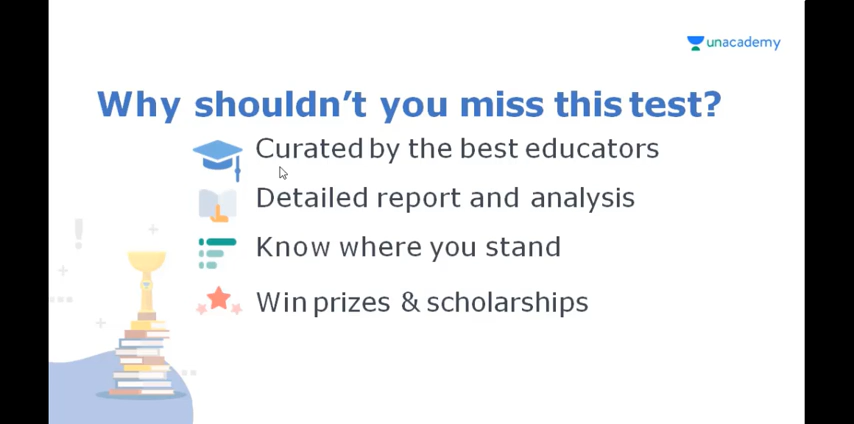 unacademy
Why shouldn't you miss this test?
Curated by the best educators
Detailed report and analysis
Know where you stand
Win prizes & scholarships